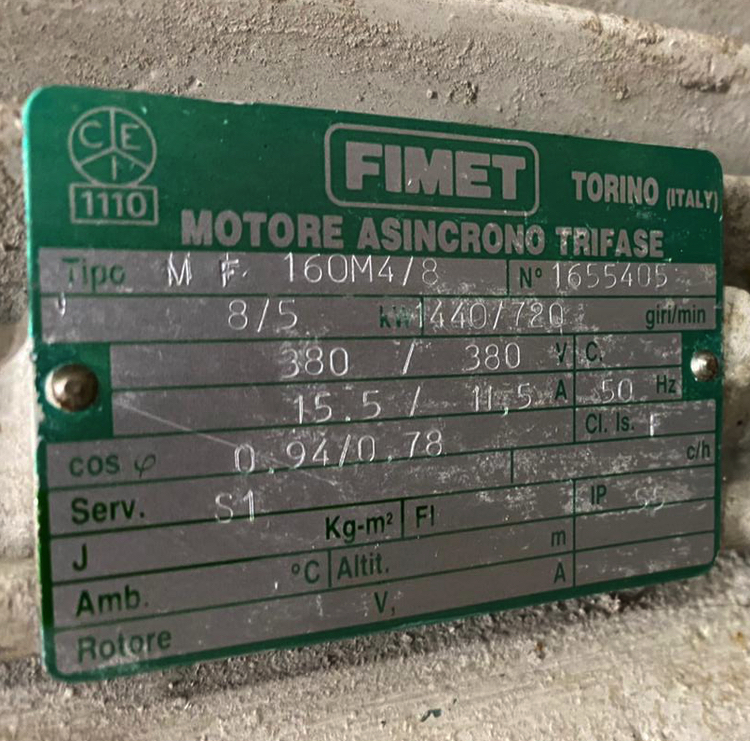 CEI
1110
FIMET TORINO (ITALY)
MOTORE ASINCRONO TRIFASE
Tipo M F 160M4/8 N° 1655405
8/5 kW 1440/720 giri/min
380 / 380 V C.
15.5 / 11,5 A 50 Hz
cos φ 0.94/0,78 Cl. Is. F
Serv. S1 c/h
J Kg-m² FI IP 55
Amb. °C Altit. m
Rotore V, A